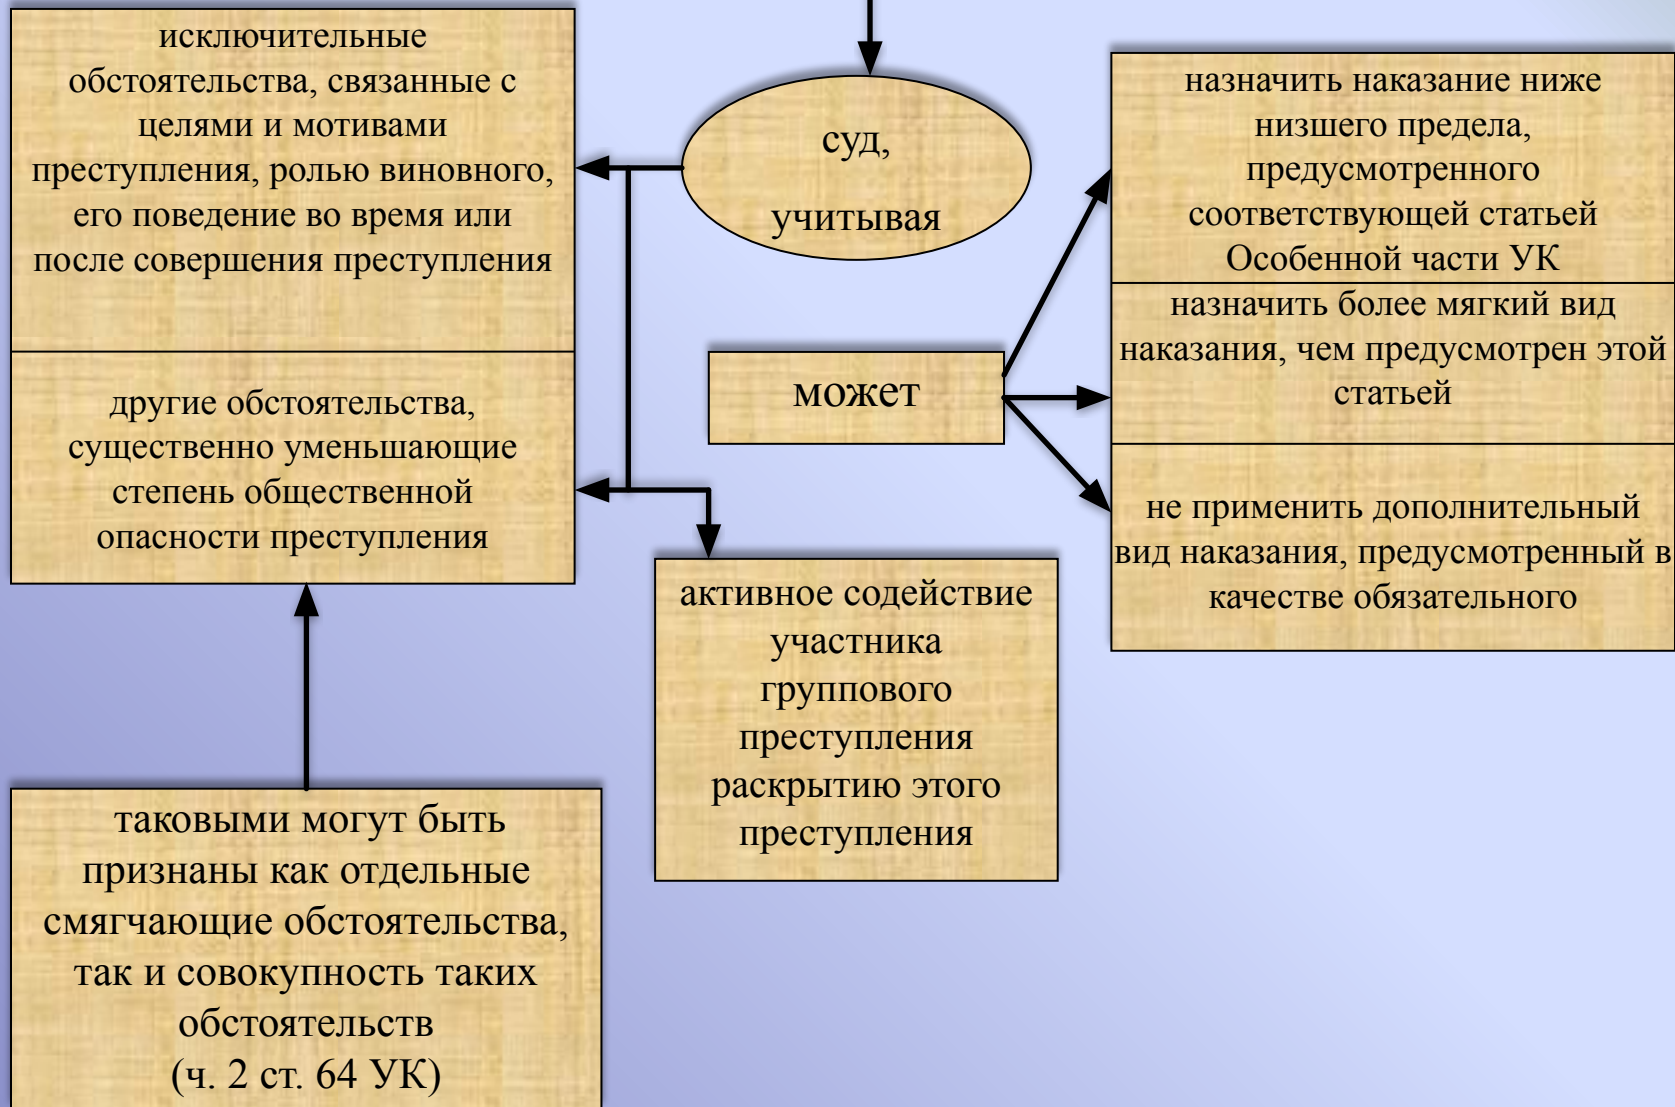 исключительные
обстоятельства, связанные с
целями и мотивами
преступления, ролью виновного,
его поведение во время или
после совершения преступления
другие обстоятельства,
существенно уменьшающие
степень общественной
опасности преступления
таковыми могут быть
признаны как отдельные
смягчающие обстоятельства,
так и совокупность таких
обстоятельств
(ч. 2 ст. 64 УК)
суд,
учитывая
может
активное содействие
участника
группового
преступления
раскрытию этого
преступления
назначить наказание ниже
низшего предела,
предусмотренного
соответствующей статьей
Особенной части УК
назначить более мягкий вид
наказания, чем предусмотрен этой
статьей
не применить дополнительный
вид наказания, предусмотренный в
качестве обязательного